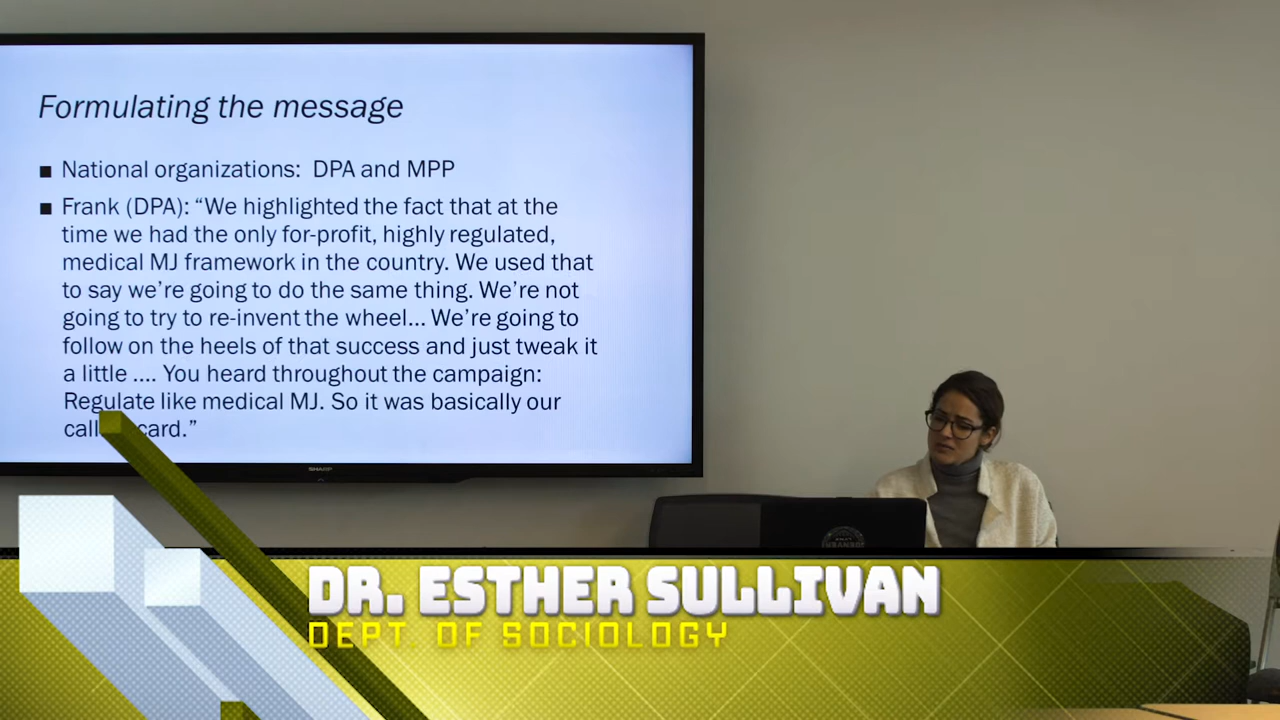 Formulating the message
■ National organizations: DPA and MPP
■ Frank (DPA): “We highlighted the fact that at the
time we had the only for-profit, highly regulated,
medical MJ framework in the country. We used that
to say we’re going to do the same thing. We’re not
going to try to re-invent the wheel... We’re going to
follow on the heels of that success and just tweak it
a little .... You heard throughout the campaign:
Regulate like medical MJ. So it was basically our
card.”
SHARP
DR. ESTHER SULLIVAN
DEPT. OF SOCIOLOGY